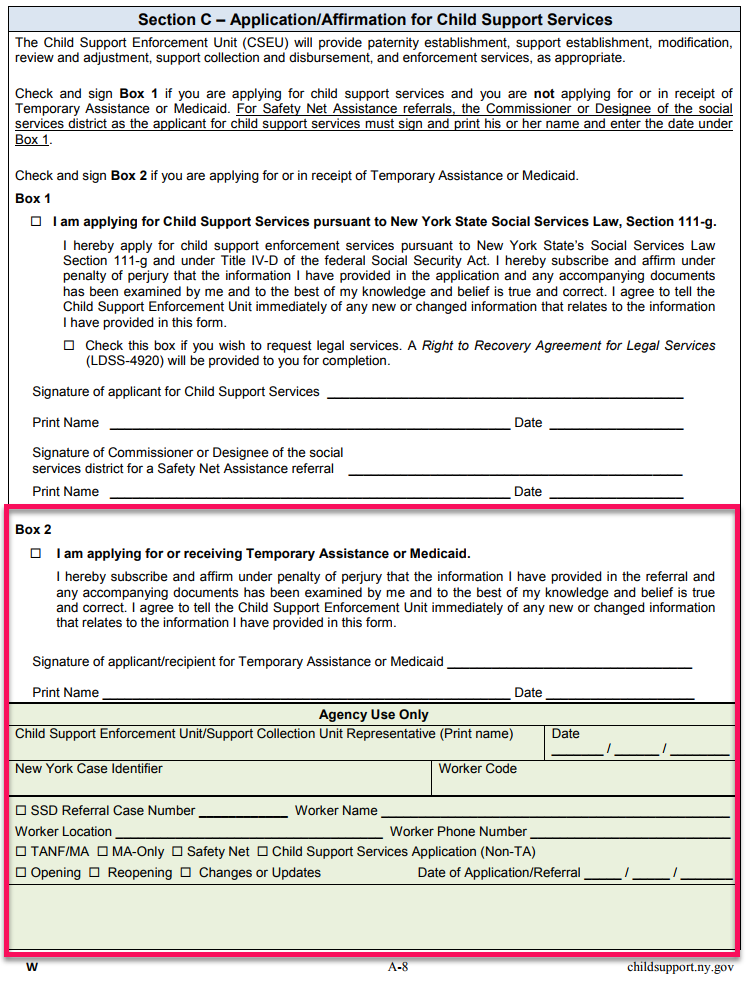 Section C – Application/Affirmation for Child Support Services
The Child Support Enforcement Unit (CSEU) will provide paternity establishment, support establishment, modification,
review and adjustment, support collection and disbursement, and enforcement services, as appropriate.
Check and sign Box 1 if you are applying for child support services and you are not applying for or in receipt of
Temporary Assistance or Medicaid. For Safety Net Assistance referrals, the Commissioner or Designee of the social
services district as the applicant for child support services must sign and print his or her name and enter the date under
Box 1.
Check and sign Box 2 if you are applying for or in receipt of Temporary Assistance or Medicaid.
Box 1
☐ I am applying for Child Support Services pursuant to New York State Social Services Law, Section 111-g.
I hereby apply for child support enforcement services pursuant to New York State's Social Services Law
Section 111-g and under Title IV-D of the federal Social Security Act. I hereby subscribe and affirm under
penalty of perjury that the information I have provided in the application and any accompanying documents
has been examined by me and to the best of my knowledge and belief is true and correct. I agree to tell the
Child Support Enforcement Unit immediately of any new or changed information that relates to the information
I have provided in this form.
☐ Check this box if you wish to request legal services. A Right to Recovery Agreement for Legal Services
(LDSS-4920) will be provided to you for completion.
Signature of applicant for Child Support Services
Print Name Date
Signature of Commissioner or Designee of the social
services district for a Safety Net Assistance referral
Print Name Date
Box 2
☐ I am applying for or receiving Temporary Assistance or Medicaid.
I hereby subscribe and affirm under penalty of perjury that the information I have provided in the referral and
any accompanying documents has been examined by me and to the best of my knowledge and belief is true
and correct. I agree to tell the Child Support Enforcement Unit immediately of any new or changed information
that relates to the information I have provided in this form.
Signature of applicant/recipient for Temporary Assistance or Medicaid
Print Name Date
Agency Use Only
Child Support Enforcement Unit/Support Collection Unit Representative (Print name) Date
/ /
New York Case Identifier Worker Code
☐ SSD Referral Case Number Worker Name
Worker Location Worker Phone Number
☐ TANF/MA ☐ MA-Only ☐ Safety Net ☐ Child Support Services Application (Non-TA)
☐ Opening ☐ Reopening ☐ Changes or Updates Date of Application/Referral / /
W A-8 childsupport.ny.gov